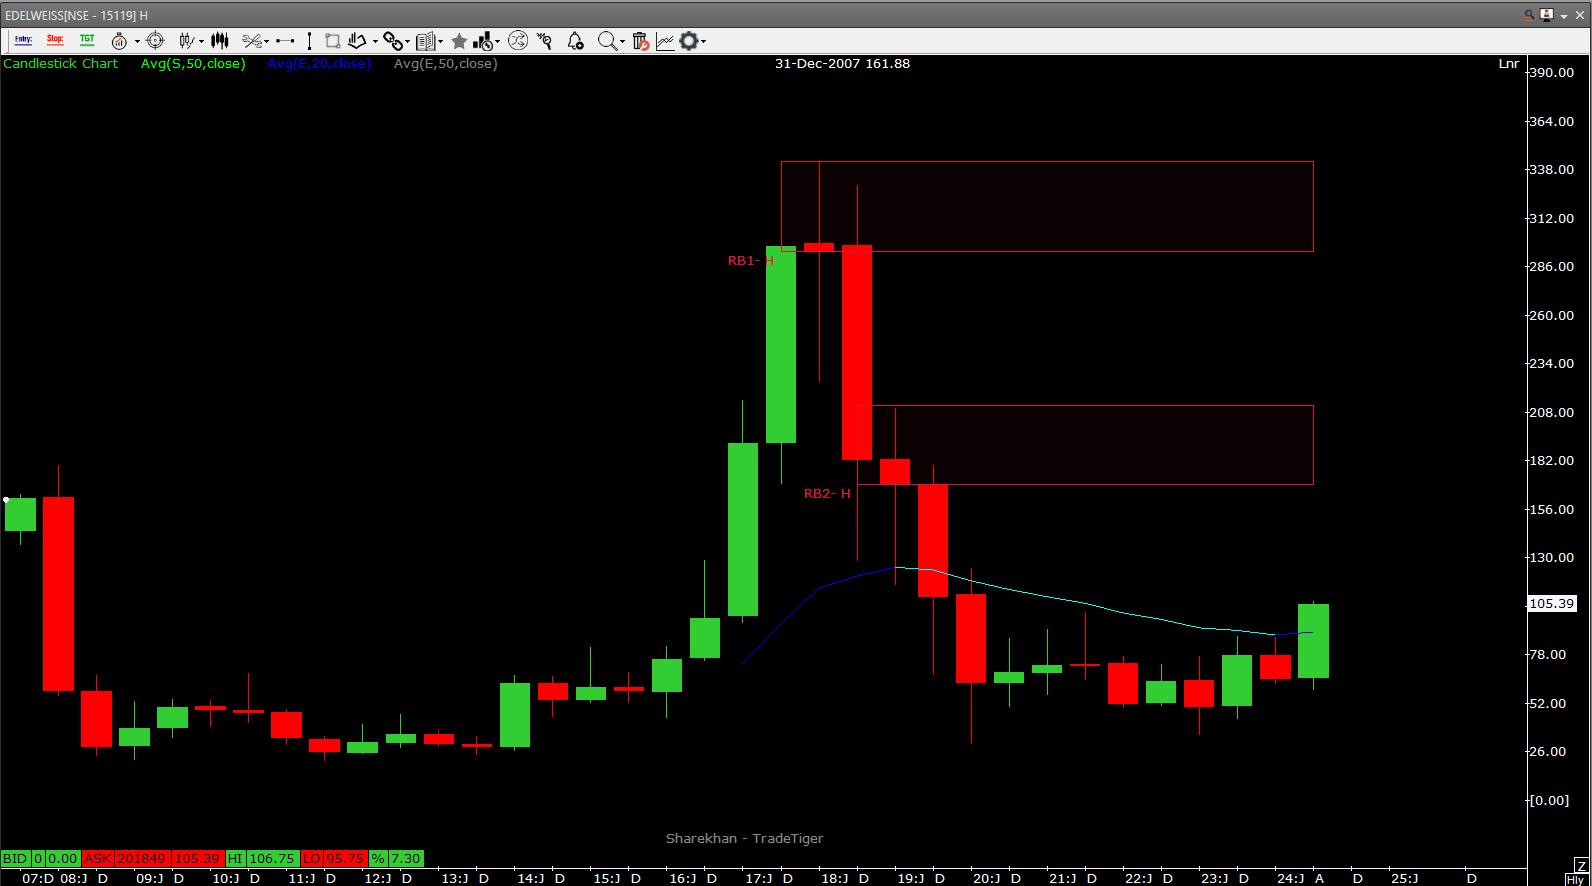 EDELWEISS[NSE - 15119] H
Entry: Stop: TGT
Candlestick Chart Avg(S,50,close) Avg(E,20,close) Avg(E,50,close) 31-Dec-2007 161.88 Lnr
390.00
364.00
338.00
312.00
RB1- H
286.00
260.00
234.00
208.00
182.00
RB2- H
156.00
130.00
105.39
78.00
52.00
26.00
[0.00]
Sharekhan - TradeTiger
BID 0 0.00 ASK 201849 105.39 HI 106.75 LO 95.75 % 7.30
Z
07:D 08:J D 09:J D 10:J D 11:J D 12:J D 13:J D 14:J D 15:J D 16:J D 17:J D 18:J D 19:J D 20:J D 21:J D 22:J D 23:J D 24:J A D 25:J D Hly